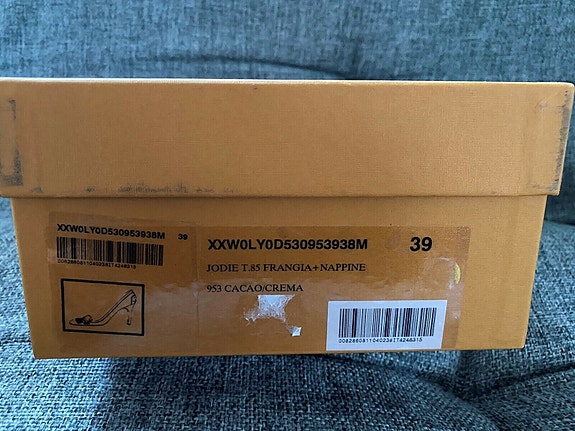 XXW0LY0D530953938M 39
XXW0LY0D530953938M 39
JODIE T.85 FRANGIA+NAPPINE
953 CACAO/CREMA